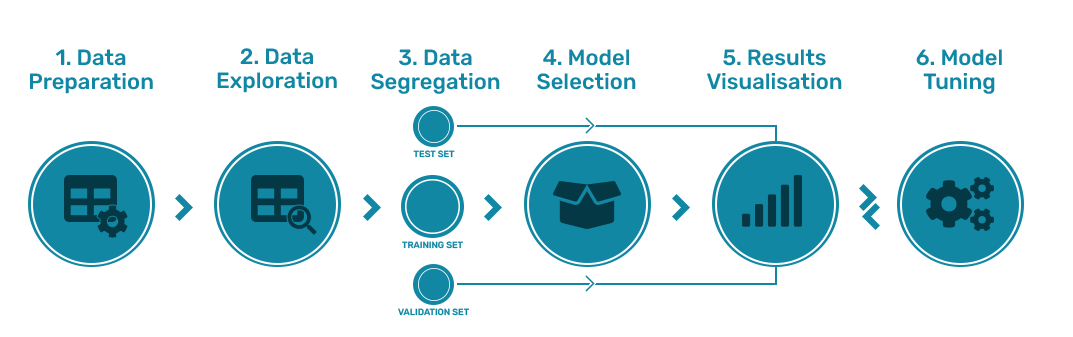 1. Data
Preparation
2. Data
Exploration
3. Data
Segregation
4. Model
Selection
5. Results
Visualisation
6. Model
Tuning
TEST SET
TRAINING SET
VALIDATION SET